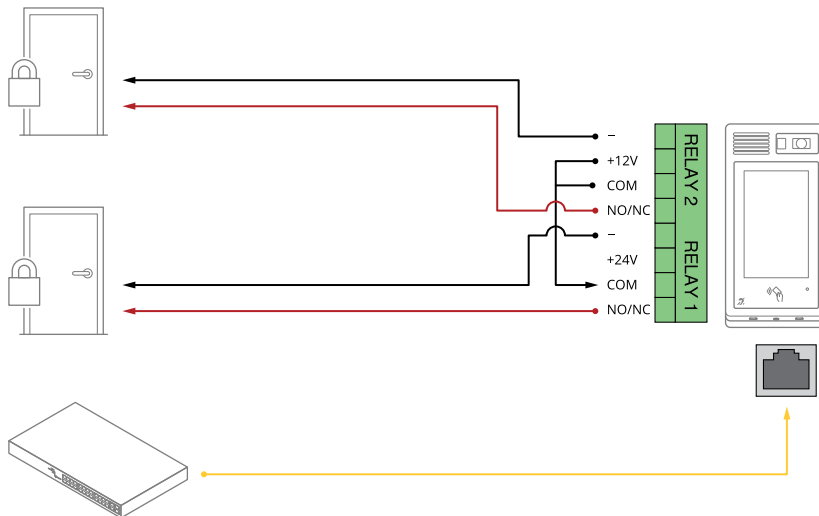 –
+12V
COM
NO/NC
–
+24V
COM
NO/NC
RELAY 2
RELAY 1